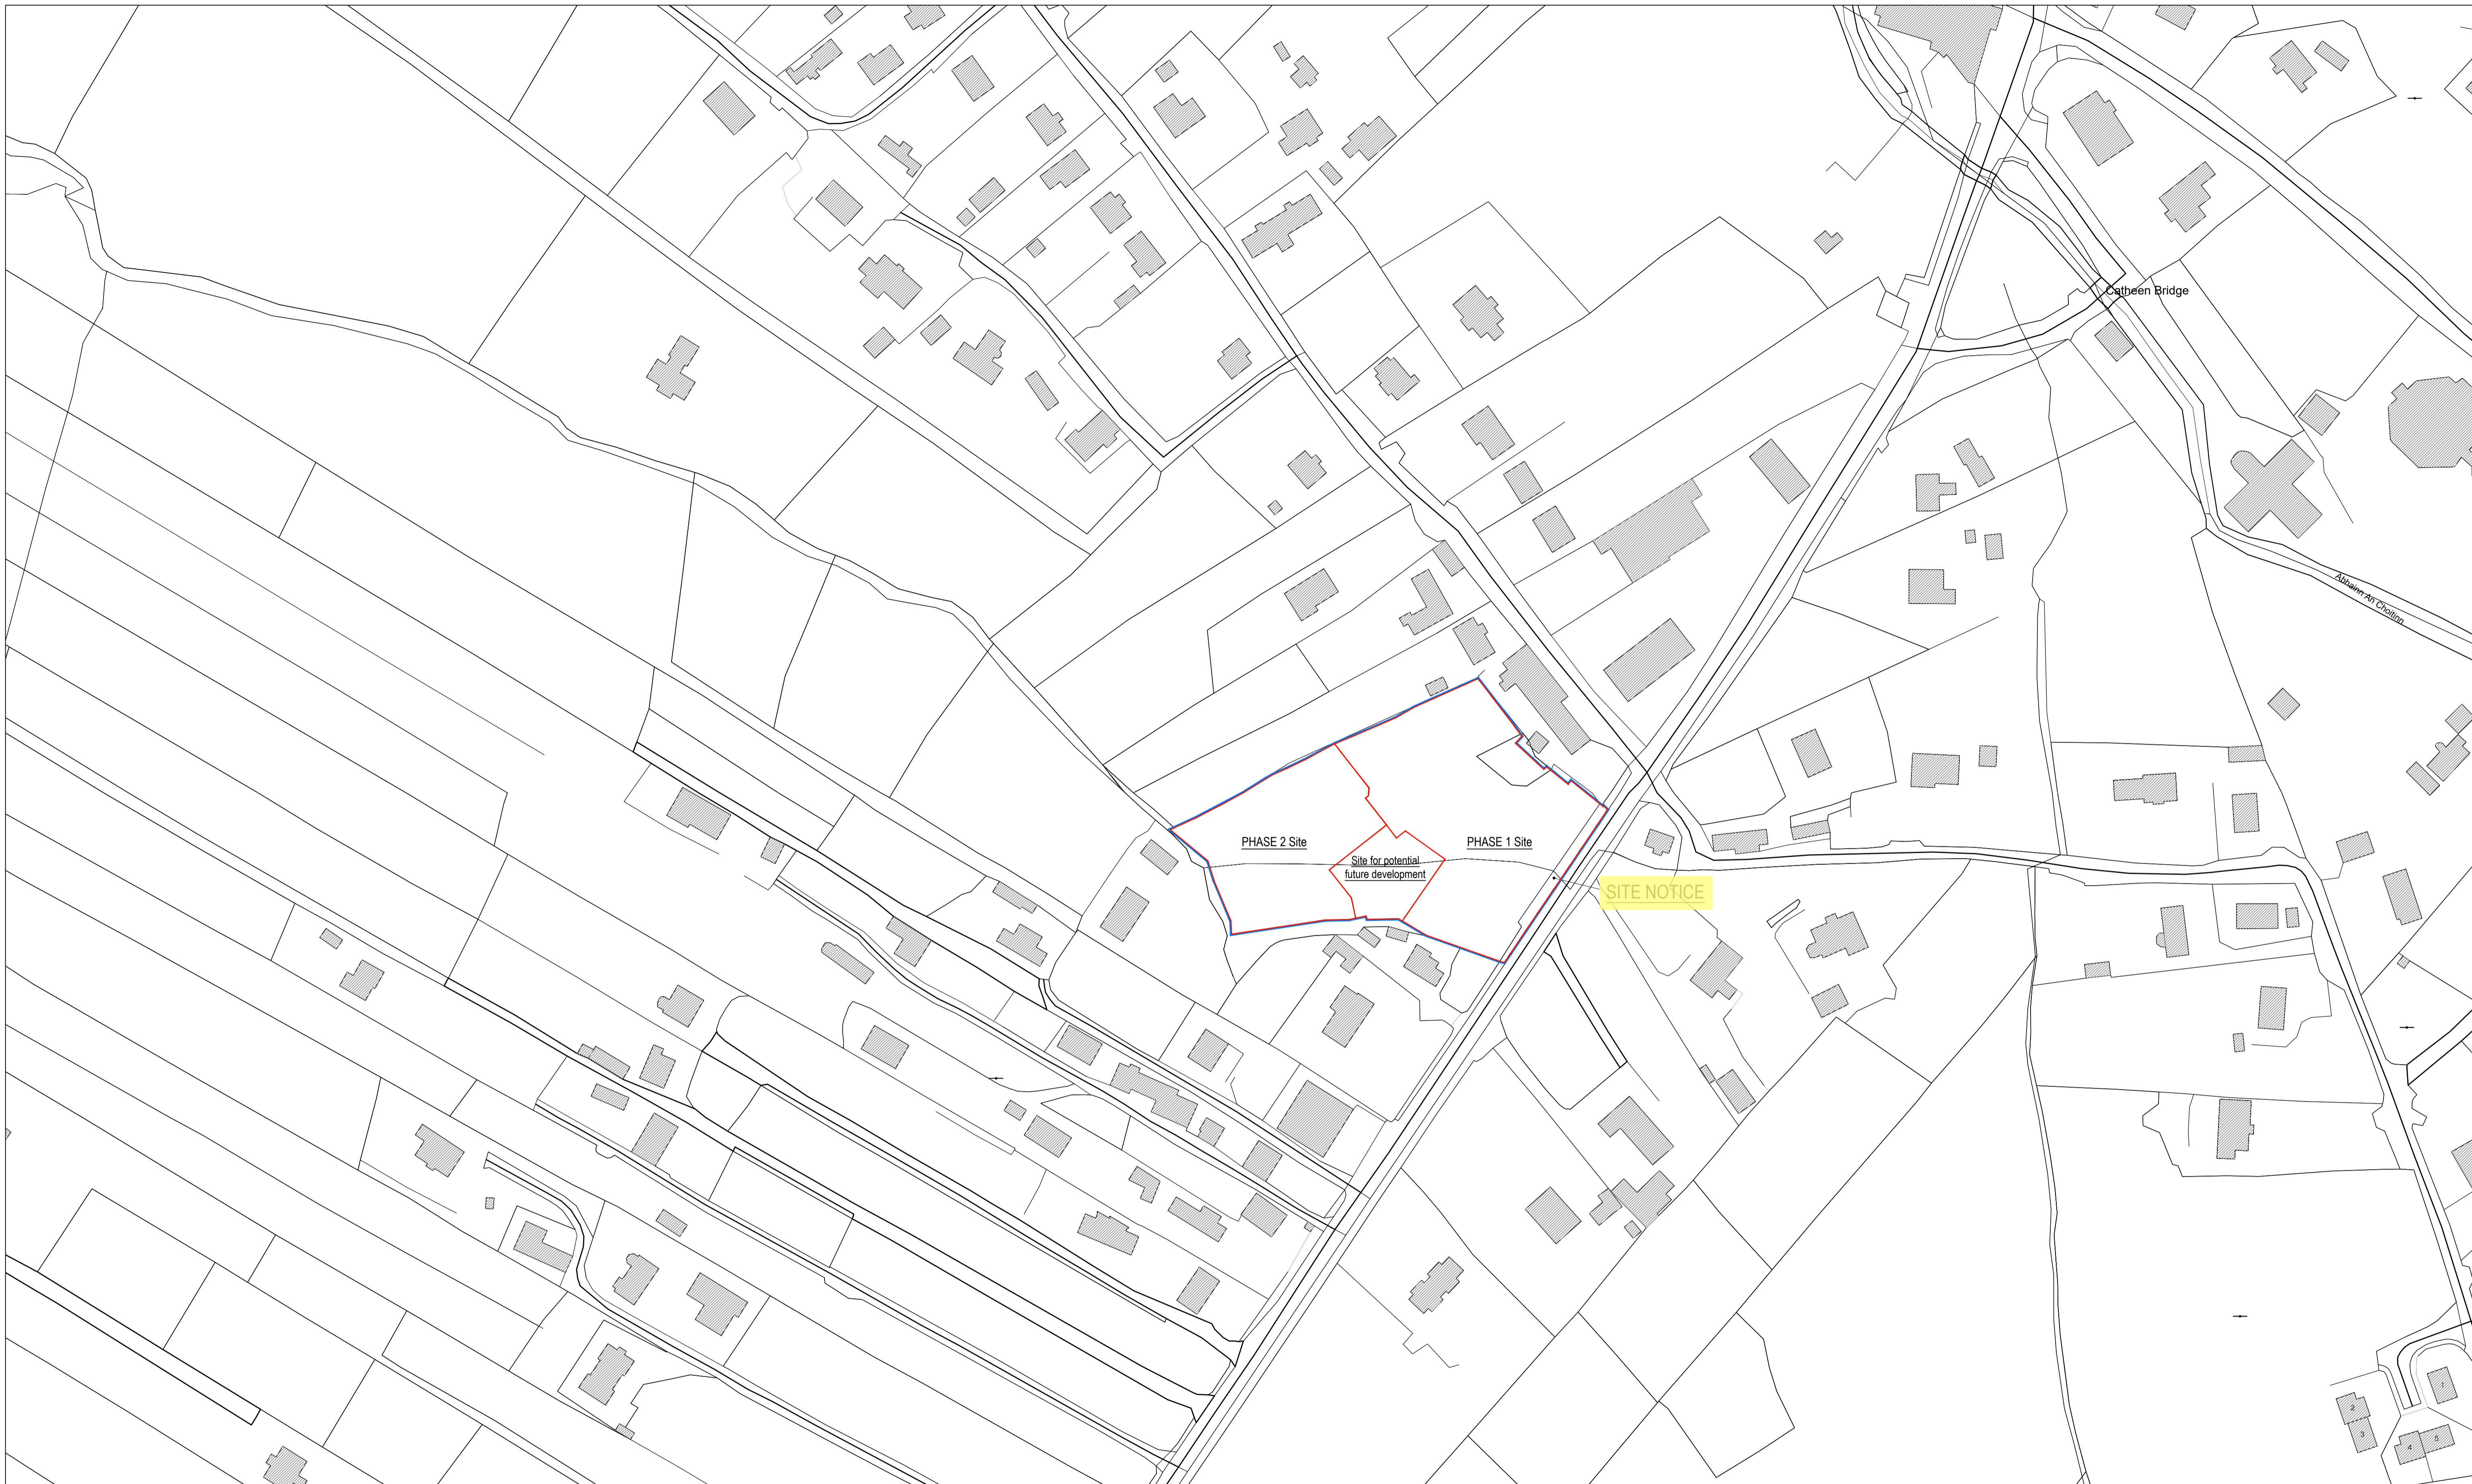 Catheen Bridge
Abhainn An Choitinn
PHASE 2 Site
PHASE 1 Site
Site for potential
future development
SITE NOTICE
1
2
3
4
5